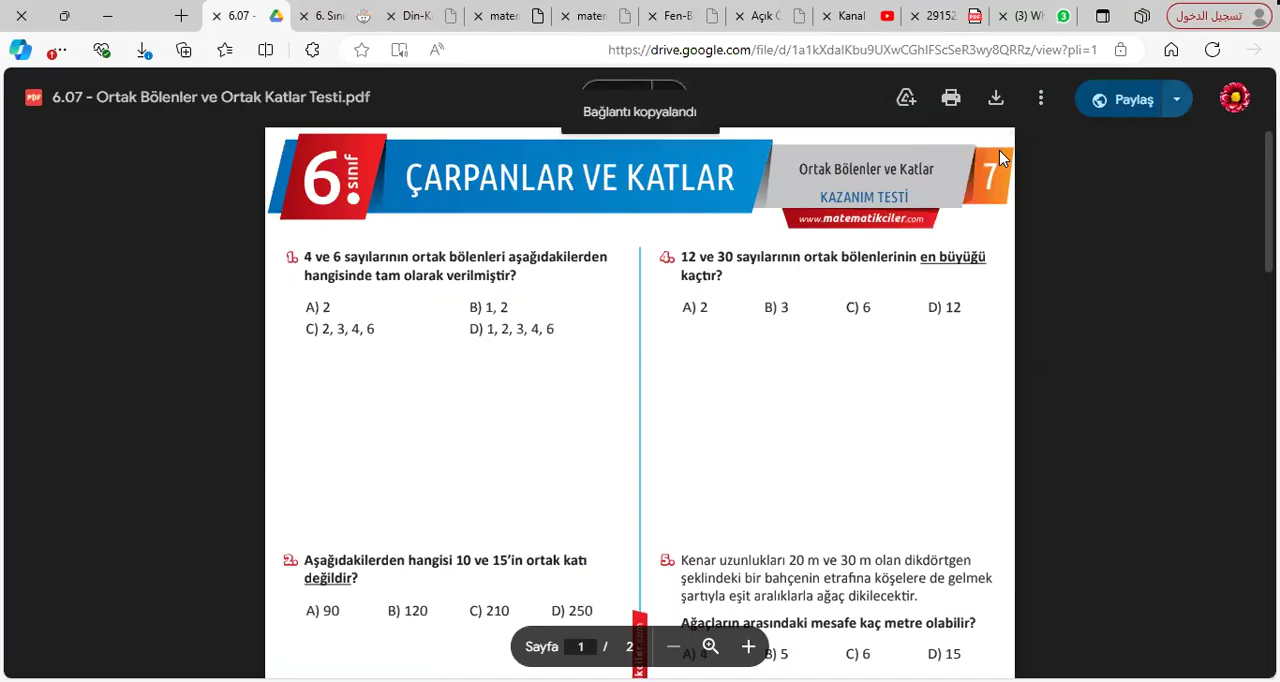 6.07 -
6. Sını
Din-K
matem
matem
Fen-B
Açık Ö
Kanal
29152
(3) Wh
تسجيل الدخول
https://drive.google.com/file/d/1a1kXdaIKbu9UXwCGhIFScSeR3wy8QRRz/view?pli=1
PDF 6.07 - Ortak Bölenler ve Ortak Katlar Testi.pdf
Bağlantı kopyalandı
Paylaş
6. sınıf
ÇARPANLAR VE KATLAR
Ortak Bölenler ve Katlar
KAZANIM TESTİ
7
www.matematikciler.com
1. 4 ve 6 sayılarının ortak bölenleri aşağıdakilerden
hangisinde tam olarak verilmiştir?
A) 2 B) 1, 2
C) 2, 3, 4, 6 D) 1, 2, 3, 4, 6
2. Aşağıdakilerden hangisi 10 ve 15’in ortak katı
değildir?
A) 90 B) 120 C) 210 D) 250
4. 12 ve 30 sayılarının ortak bölenlerinin en büyüğü
kaçtır?
A) 2 B) 3 C) 6 D) 12
5. Kenar uzunlukları 20 m ve 30 m olan dikdörtgen
şeklindeki bir bahçenin etrafına köşelere de gelmek
şartıyla eşit aralıklarla ağaç dikilecektir.
Ağaçların arasındaki mesafe kaç metre olabilir?
A) 4 B) 5 C) 6 D) 15
Sayfa 1 / 2